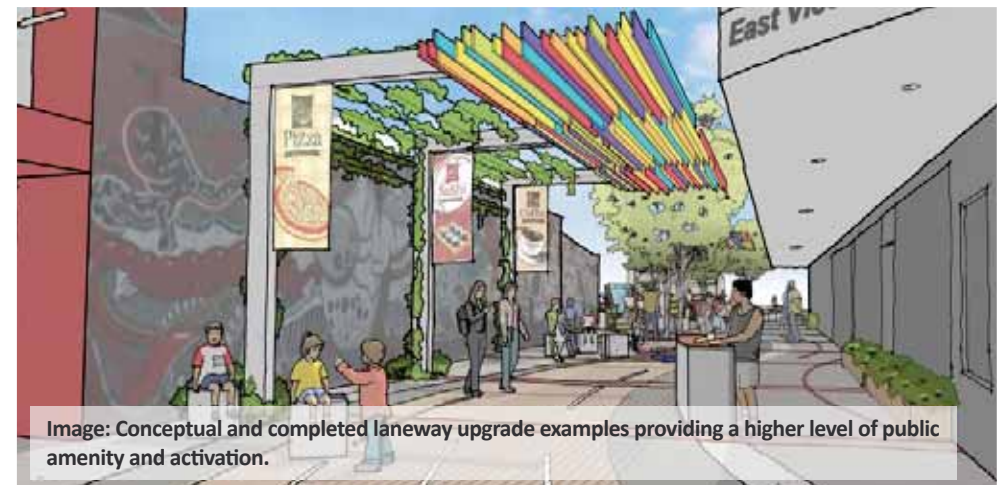 East Vic
Pizza
Sushi
Coffee
Image: Conceptual and completed laneway upgrade examples providing a higher level of public
amenity and activation.